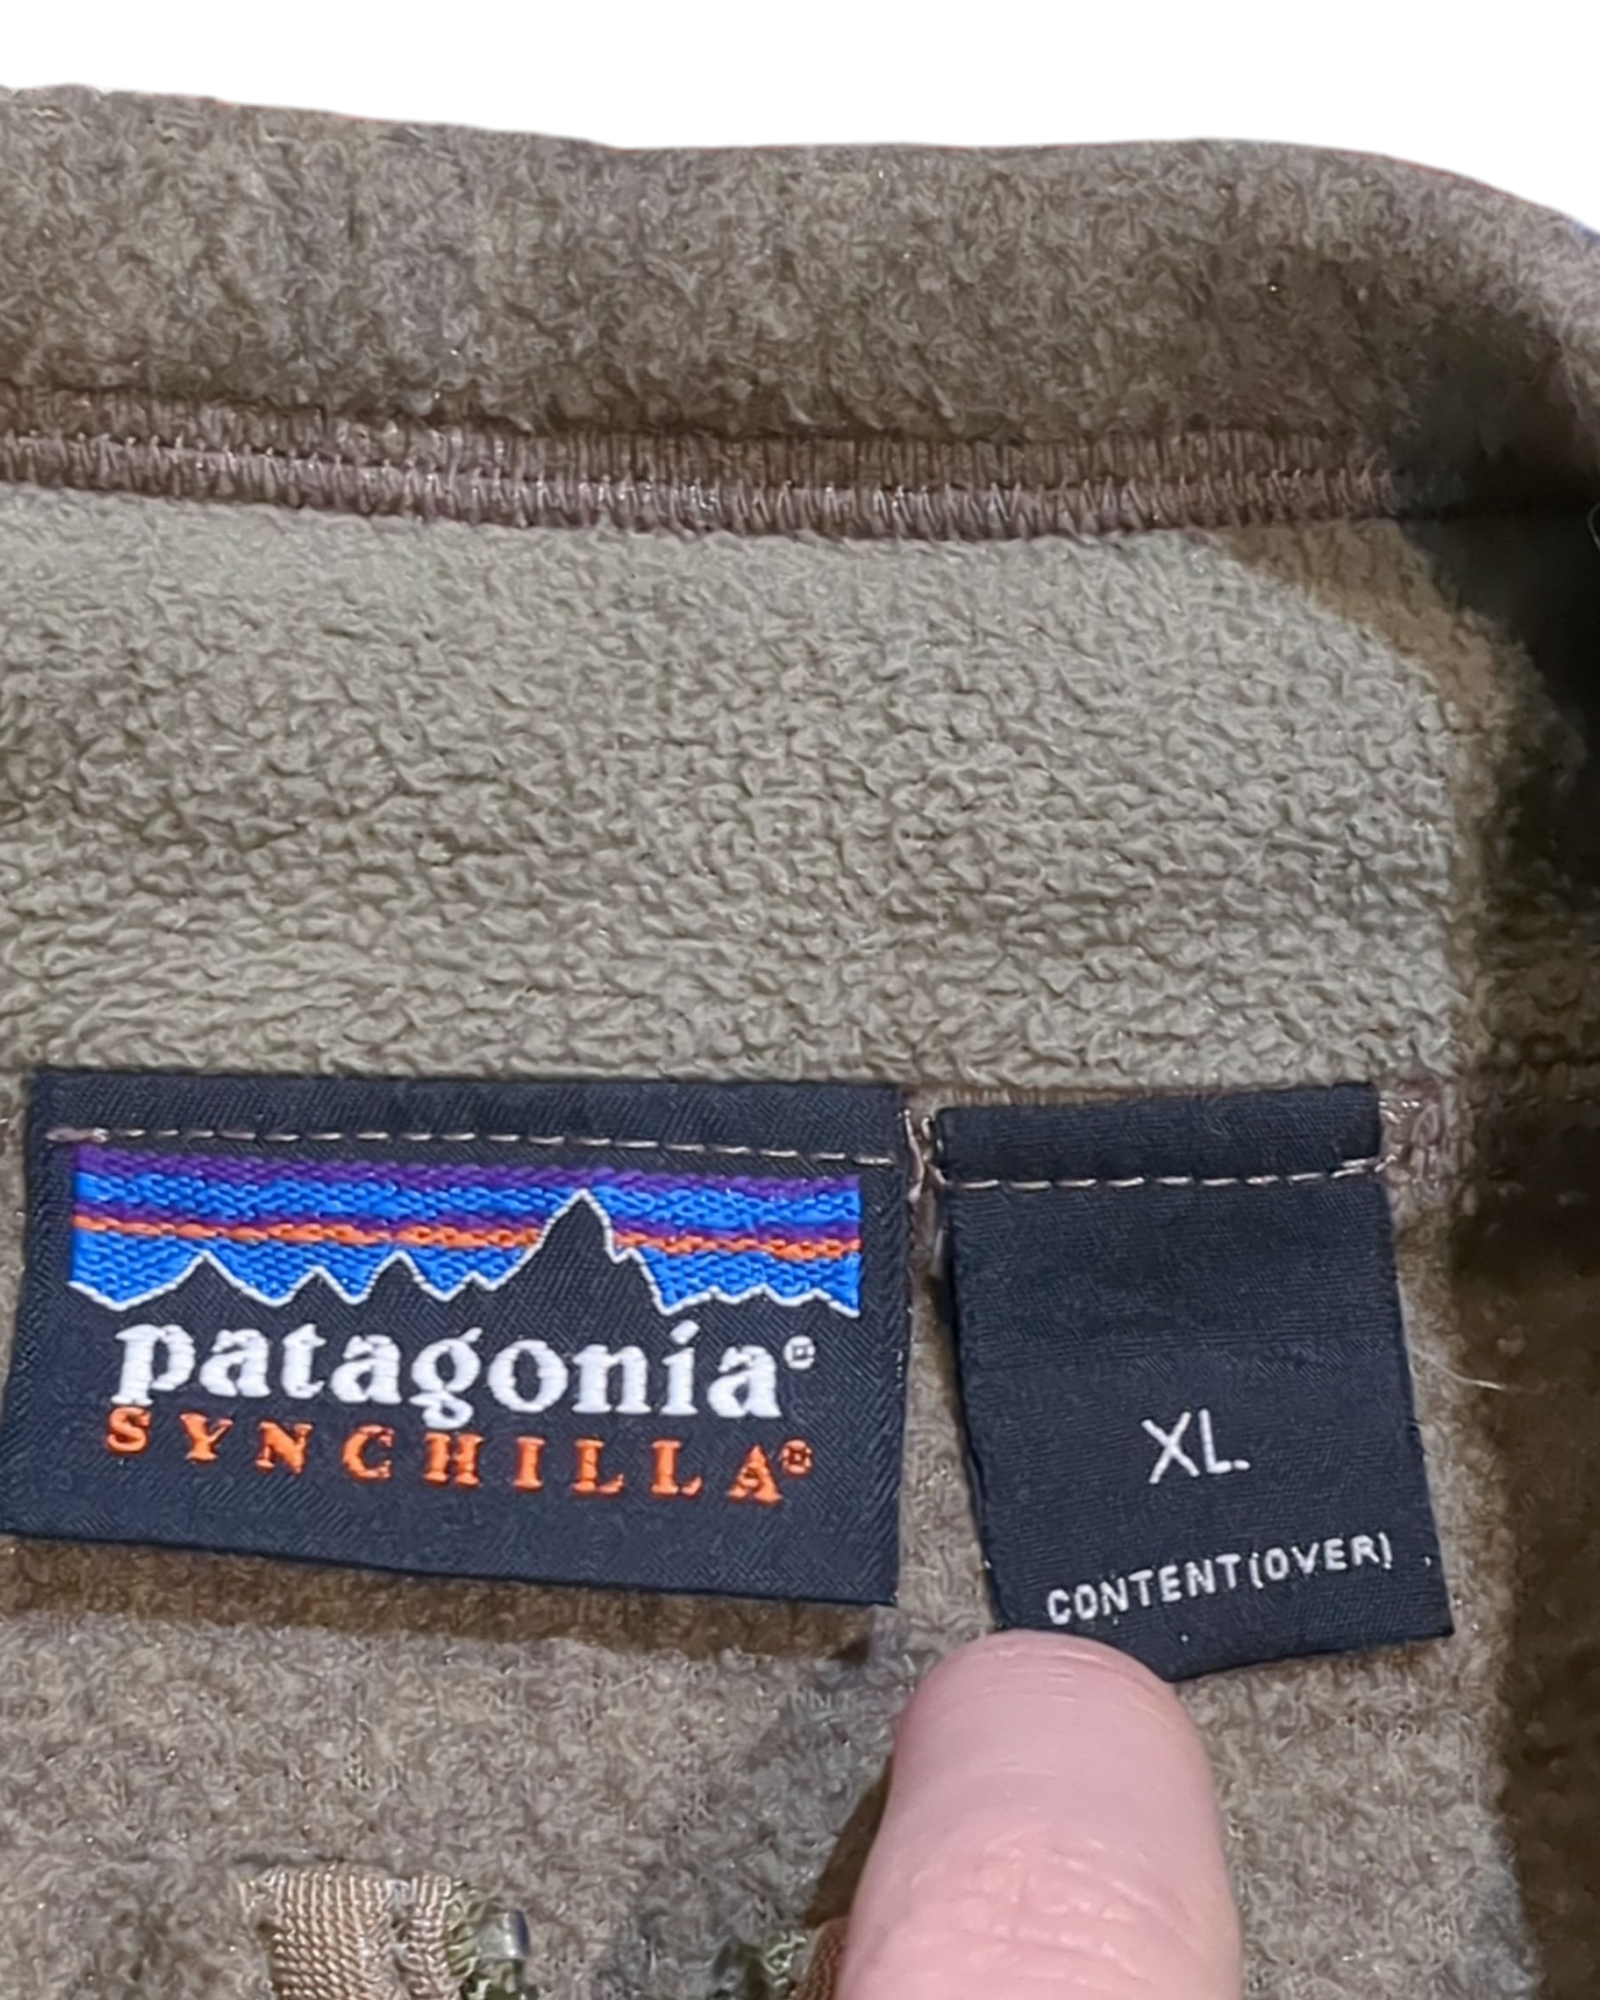 patagonia®
SYNCHILLA®
XL
CONTENT(OVER)